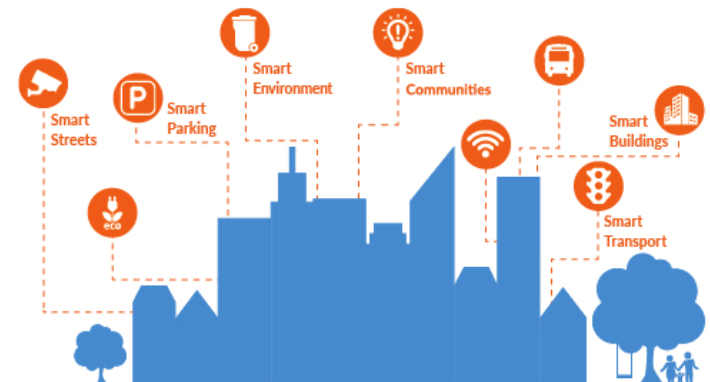 Smart
Environment
Smart
Communities
Smart
Streets
P
Smart
Parking
Smart
Buildings
eco
Smart
Transport